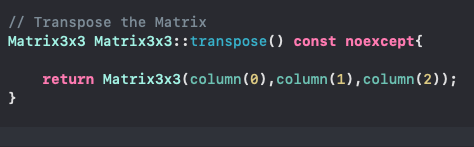 // Transpose the Matrix
Matrix3x3 Matrix3x3::transpose() const noexcept{
return Matrix3x3(column(0),column(1),column(2));
}